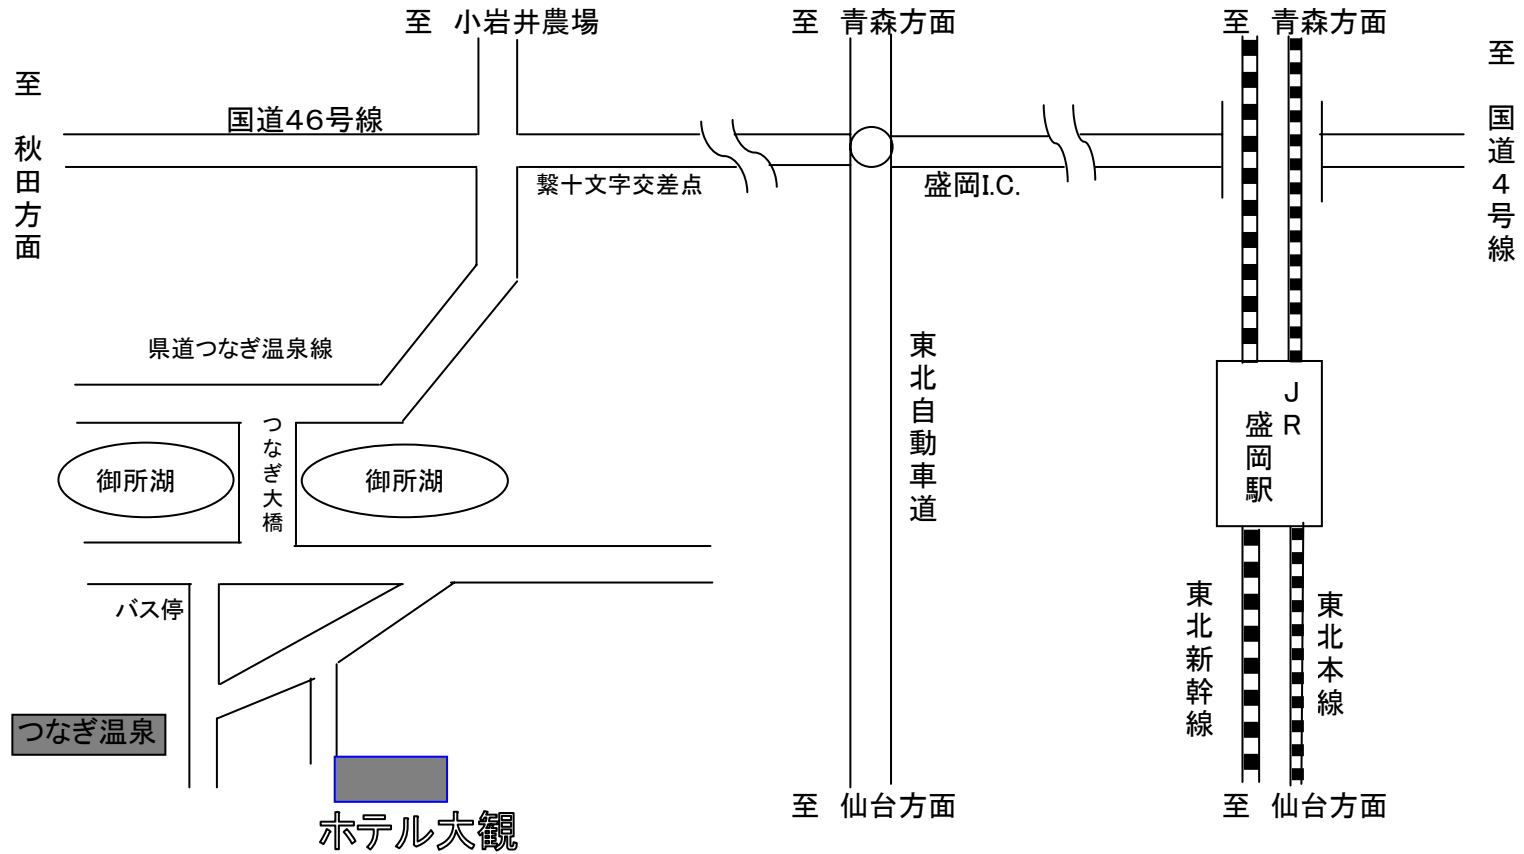 至　小岩井農場
至　青森方面
至　青森方面
至　秋田方面
至　国道４号線
国道４６号線
繋十文字交差点
盛岡I.C.
県道つなぎ温泉線
東北自動車道
ＪＲ
盛岡駅
つなぎ大橋
御所湖
御所湖
バス停
東北新幹線
東北本線
つなぎ温泉
ホテル大観
至　仙台方面
至　仙台方面